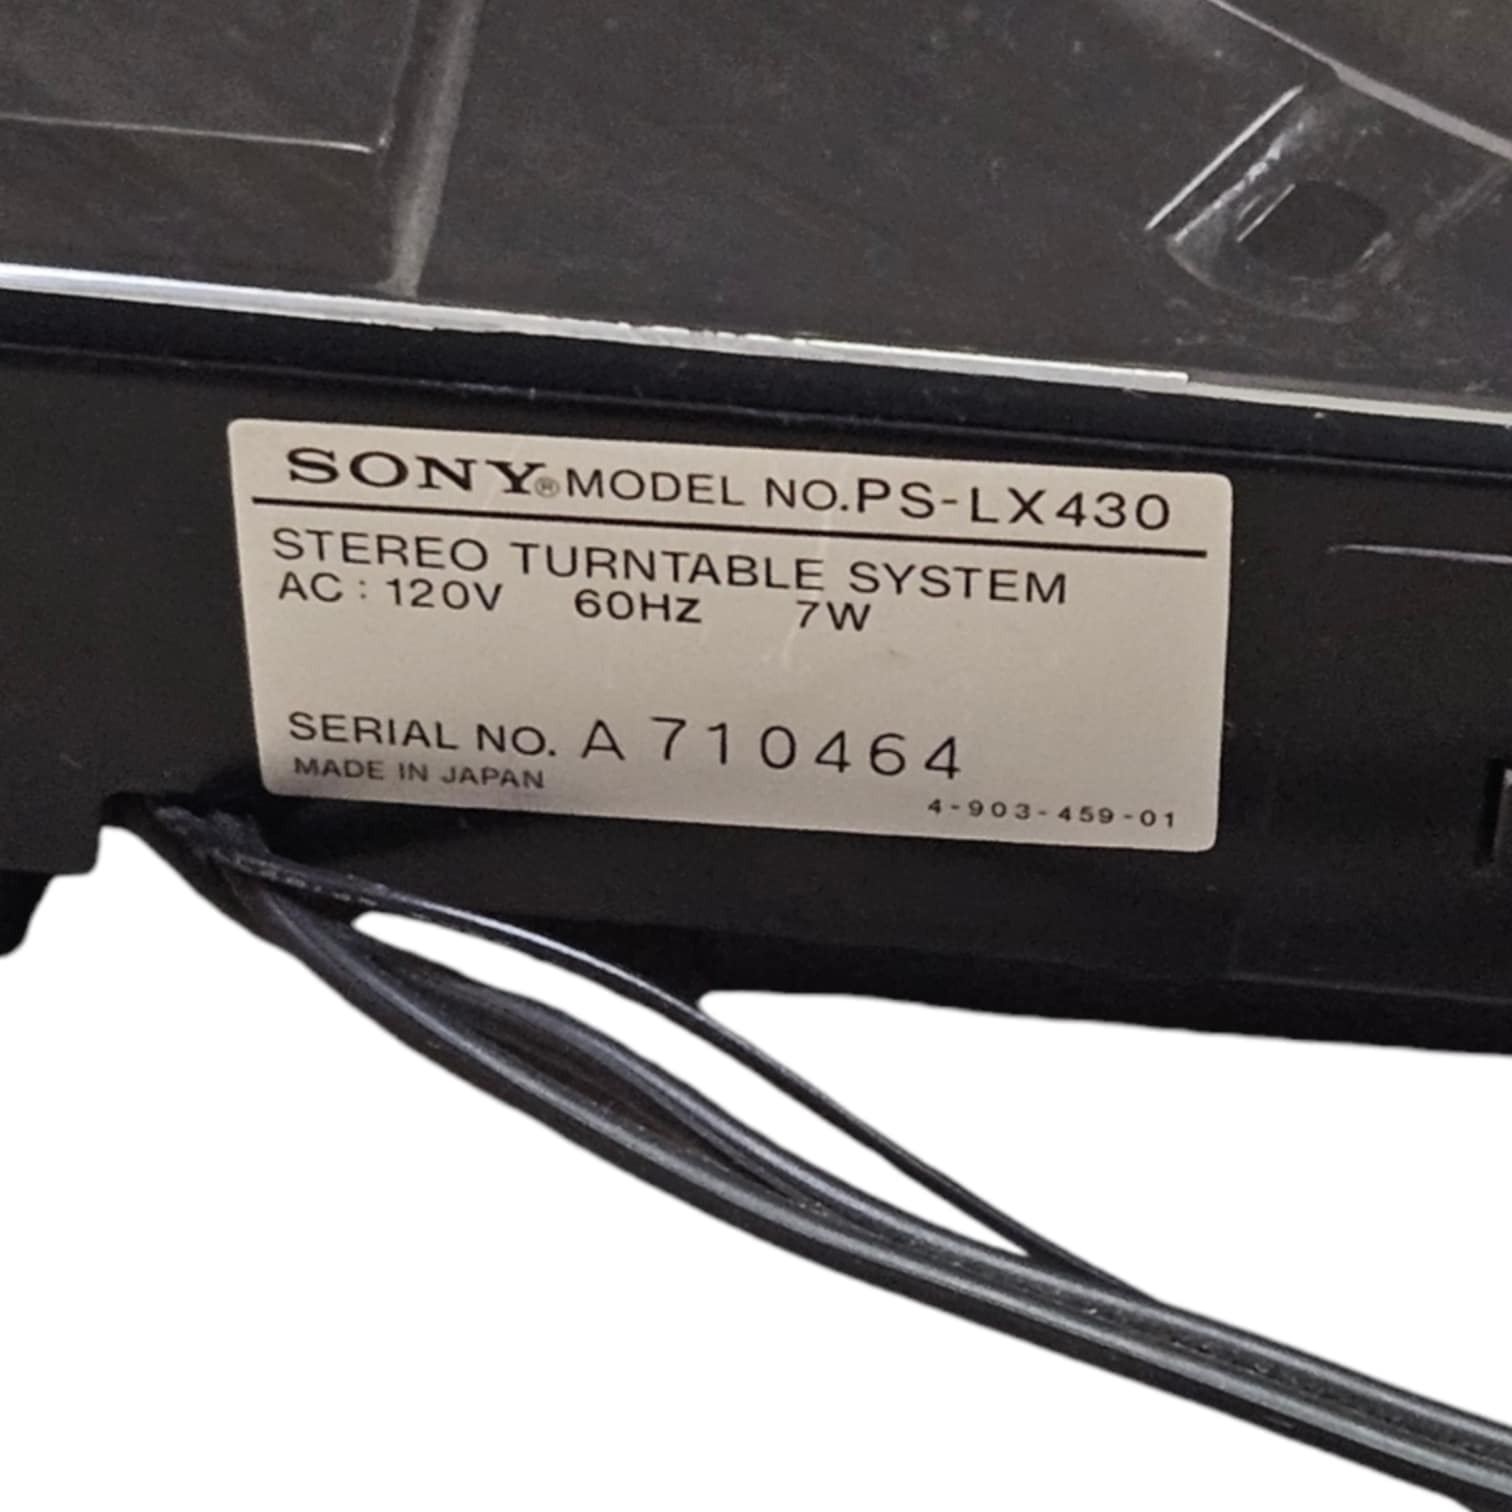 SONY® MODEL NO. PS-LX430
STEREO TURNTABLE SYSTEM
AC : 120V 60Hz 7W
SERIAL NO. A 710464
MADE IN JAPAN
4-903-459-01